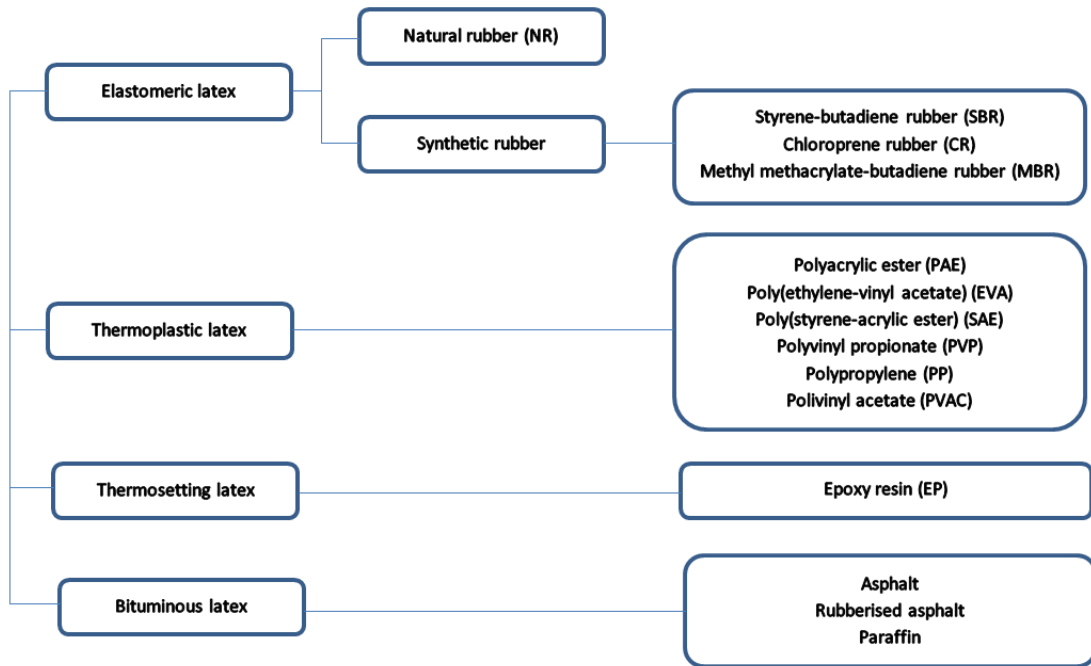 Elastomeric latex
Natural rubber (NR)
Synthetic rubber
Styrene-butadiene rubber (SBR)
Chloroprene rubber (CR)
Methyl methacrylate-butadiene rubber (MBR)
Thermoplastic latex
Polyacrylic ester (PAE)
Poly(ethylene-vinyl acetate) (EVA)
Poly(styrene-acrylic ester) (SAE)
Polyvinyl propionate (PVP)
Polypropylene (PP)
Polivinyl acetate (PVAC)
Thermosetting latex
Epoxy resin (EP)
Bituminous latex
Asphalt
Rubberised asphalt
Paraffin